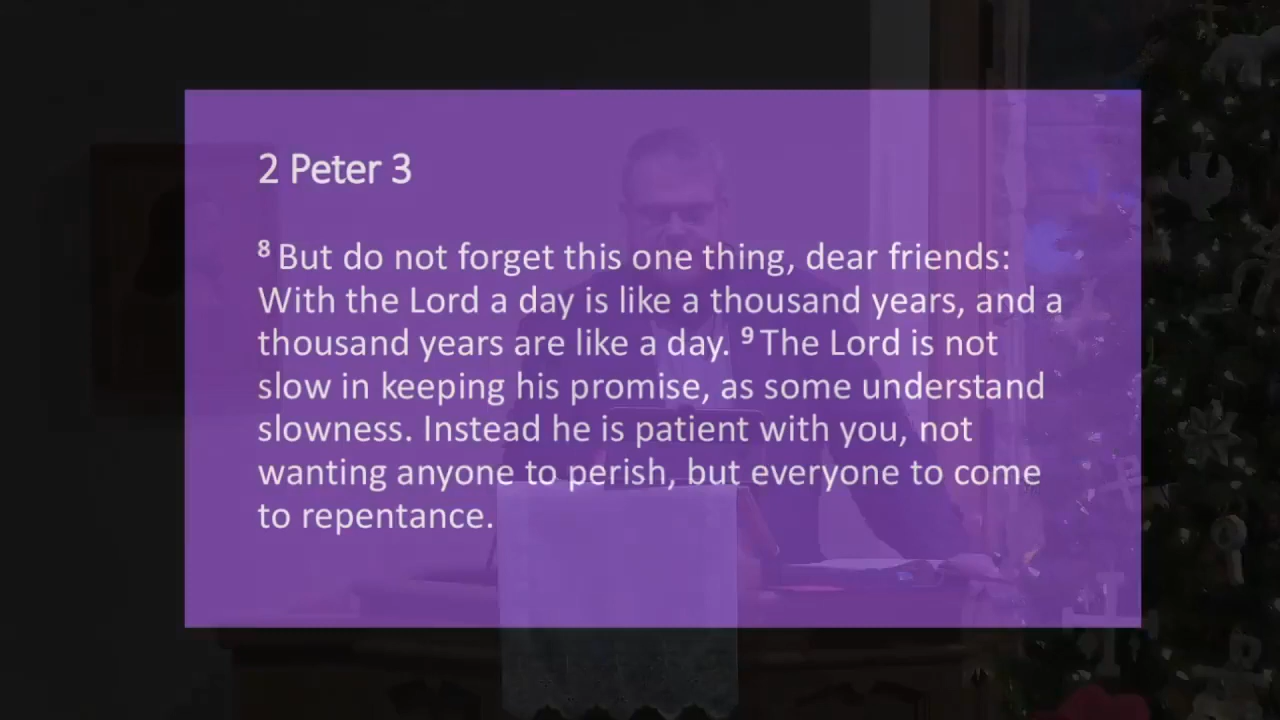 2 Peter 3
⁸ But do not forget this one thing, dear friends:
With the Lord a day is like a thousand years, and a
thousand years are like a day. ⁹ The Lord is not
slow in keeping his promise, as some understand
slowness. Instead he is patient with you, not
wanting anyone to perish, but everyone to come
to repentance.